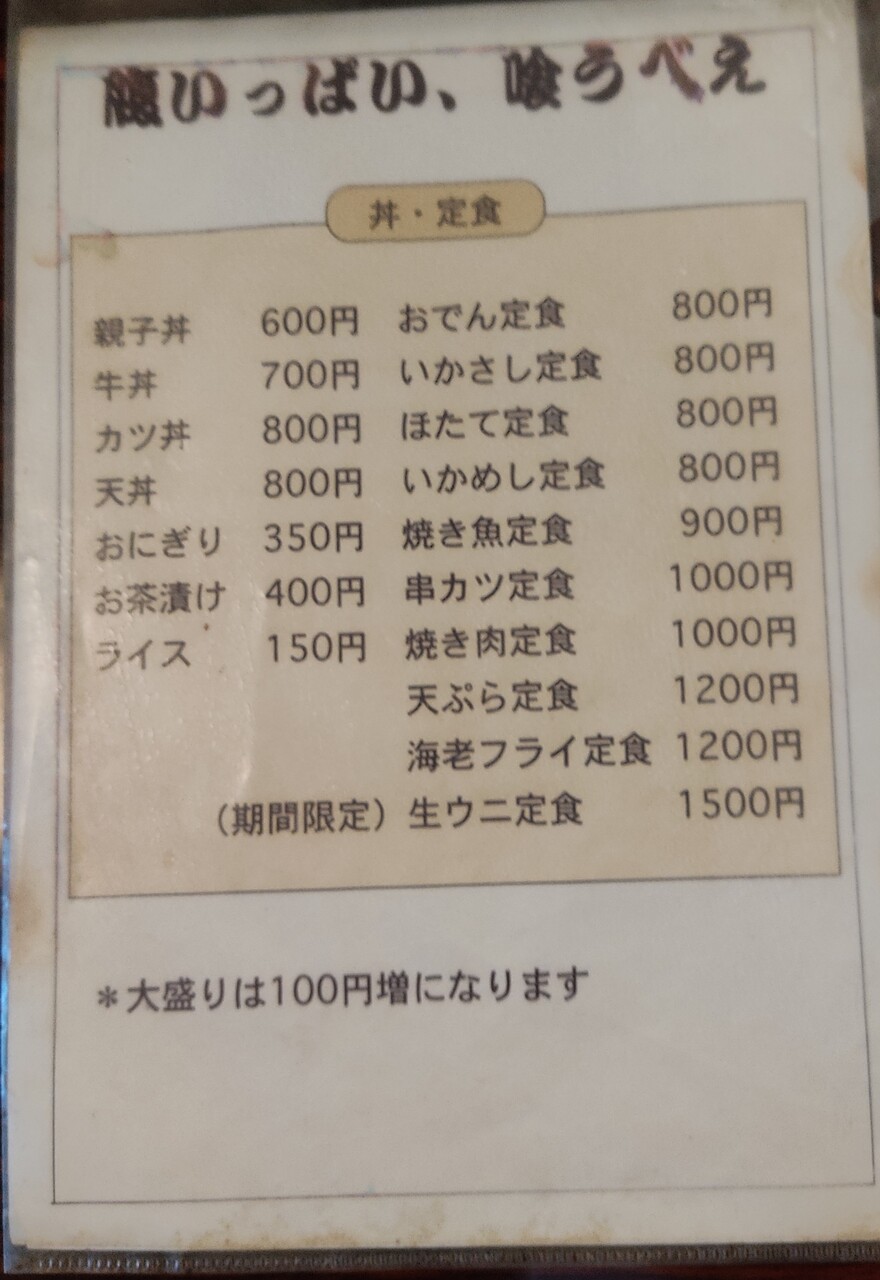 腹いっぱい、喰うべえ
丼・定食
親子丼 600円 おでん定食 800円
牛丼 700円 いかさし定食 800円
カツ丼 800円 ほたて定食 800円
天丼 800円 いかめし定食 800円
おにぎり 350円 焼き魚定食 900円
お茶漬け 400円 串カツ定食 1000円
ライス 150円 焼き肉定食 1000円
天ぷら定食 1200円
海老フライ定食 1200円
（期間限定）生ウニ定食 1500円
＊大盛りは100円増になります